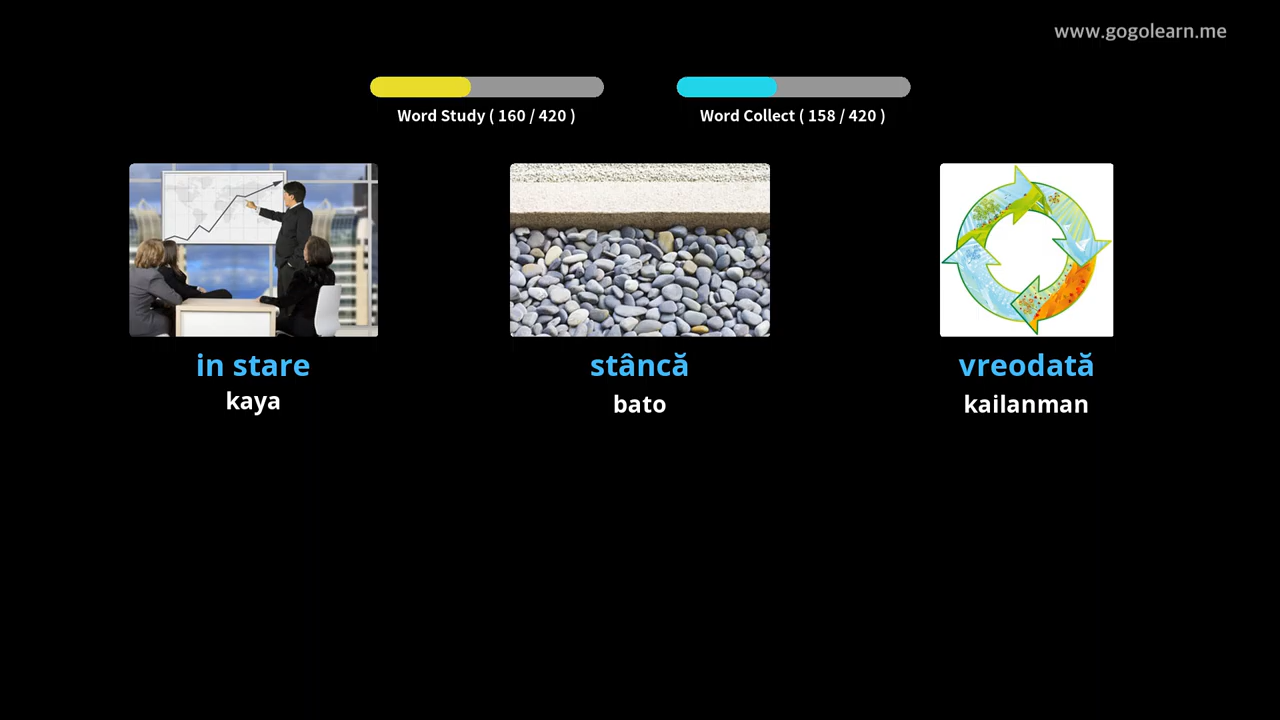 www.gogolearn.me
Word Study ( 160 / 420 )
Word Collect ( 158 / 420 )
in stare
kaya
stâncă
bato
vreodată
kailanman